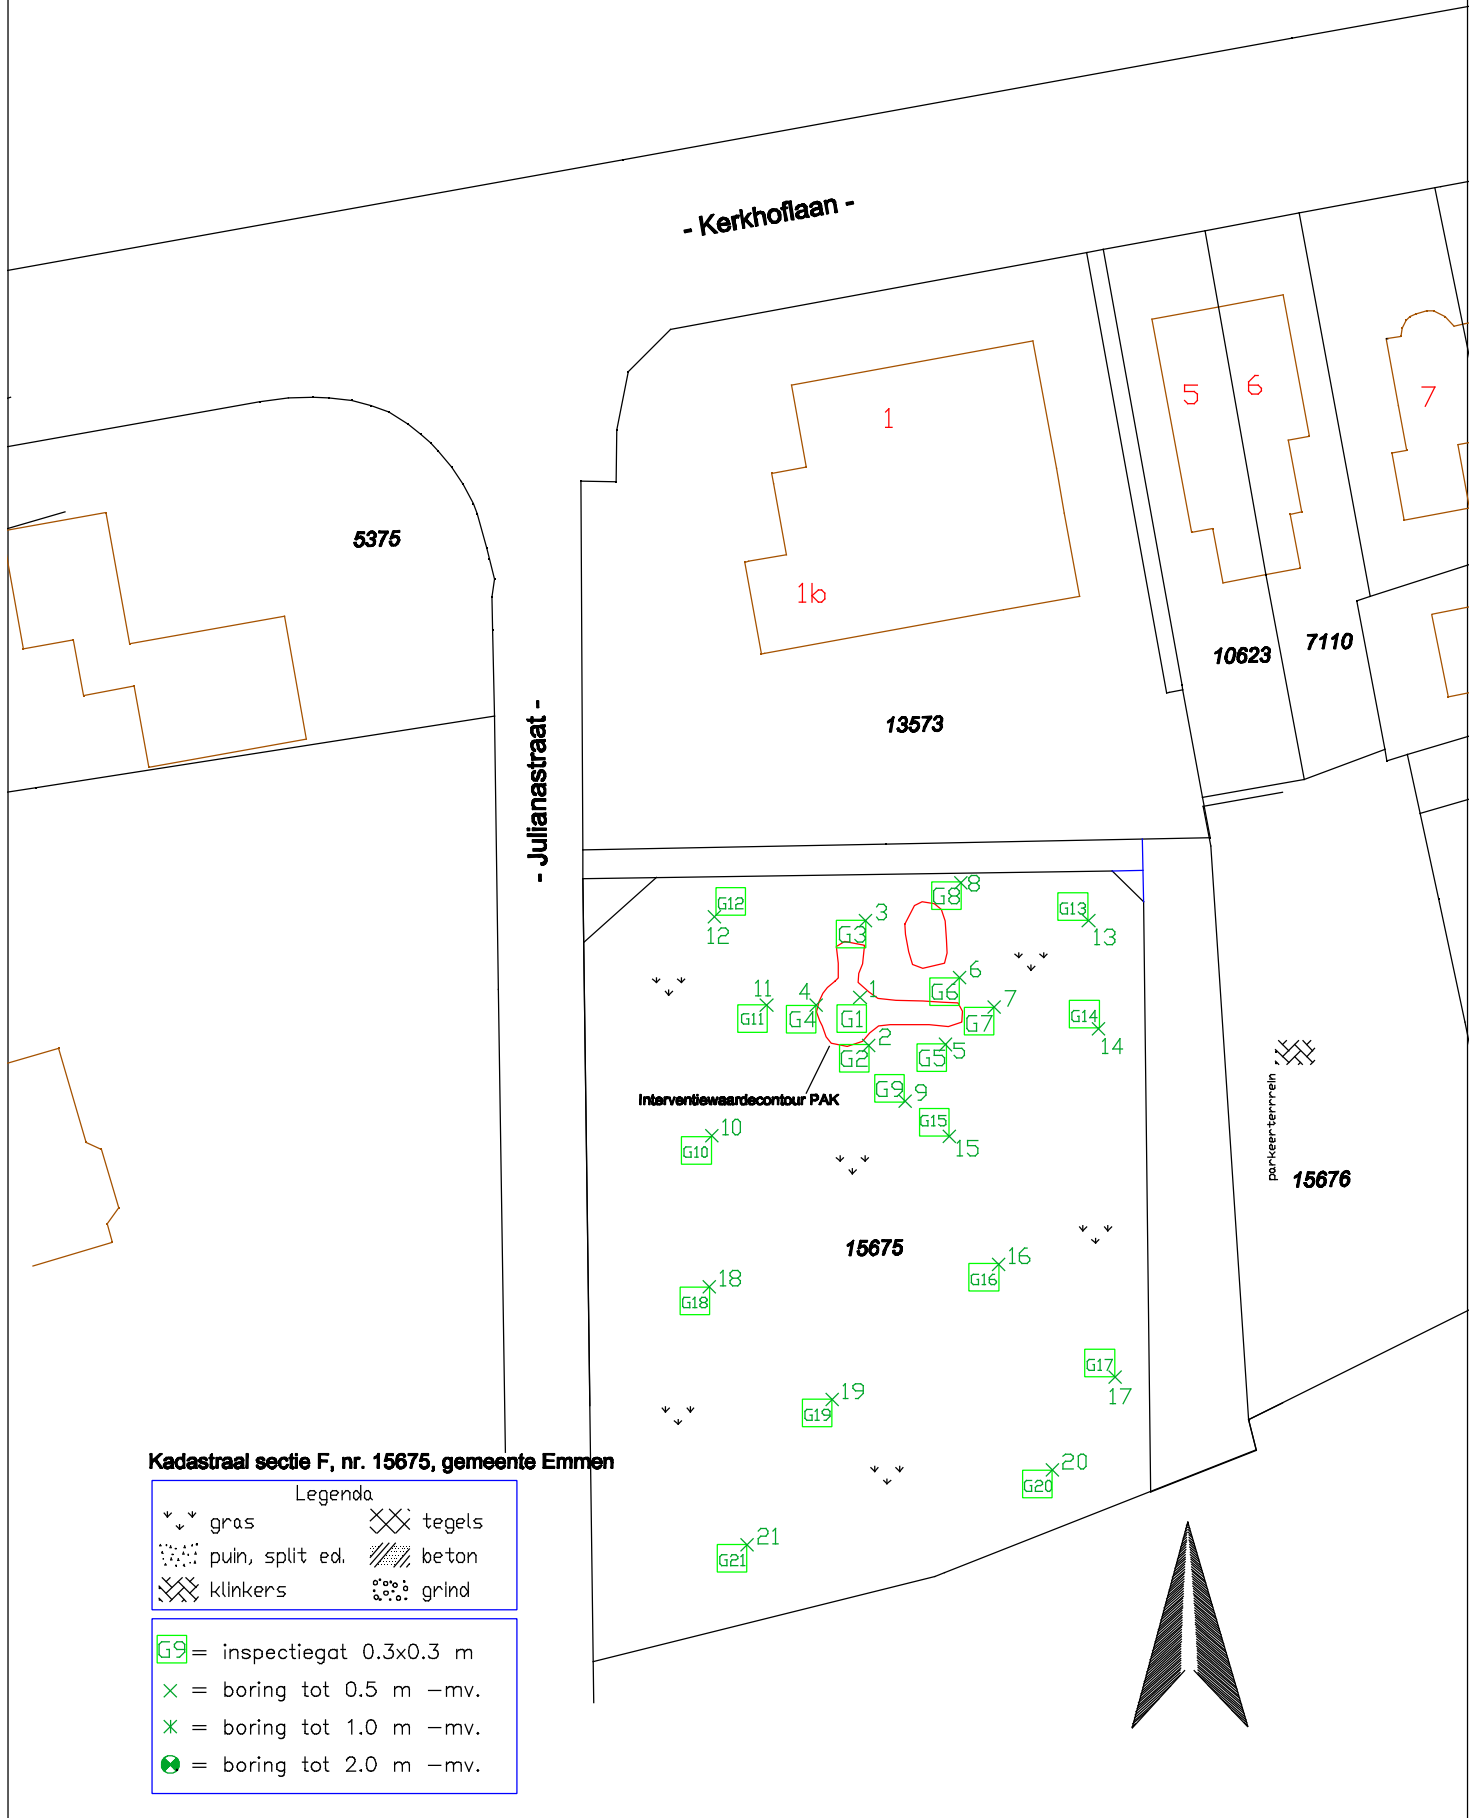 - Kerkhoflaan -
1
5
6
7
5375
1b
10623
7110
13573
- Julianastraat -
G12
12
G3
3
G8
8
G13
13
G6
6
11
G11
4
G4
1
G1
7
G7
G14
14
2
G2
G5
5
G9
9
Interventiewaardecontour PAK
G15
15
10
G10
parkeerterrrein
15676
15675
16
G16
18
G18
G17
17
19
G19
20
G20
21
G21
Kadastraal sectie F, nr. 15675, gemeente Emmen
Legenda
gras
tegels
puin, split ed.
beton
klinkers
grind
G9 = inspectiegat 0.3x0.3 m
= boring tot 0.5 m -mv.
= boring tot 1.0 m -mv.
= boring tot 2.0 m -mv.